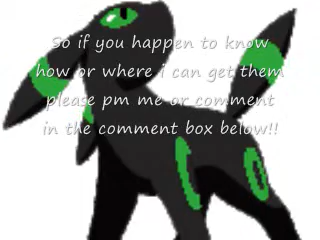 So if you happen to know
how or where i can get them
please pm me or comment
in the comment box below!!